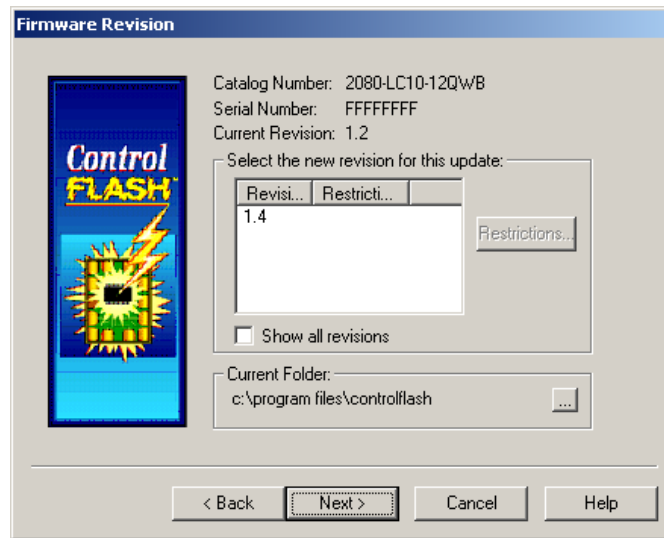 Firmware Revision
Control
FLASH
Catalog Number: 2080-LC10-12QWB
Serial Number: FFFFFFFF
Current Revision: 1.2
Select the new revision for this update:
Revisi... Restricti...
1.4
Restrictions...
Show all revisions
Current Folder:
c:\program files\controlflash
...
< Back Next > Cancel Help